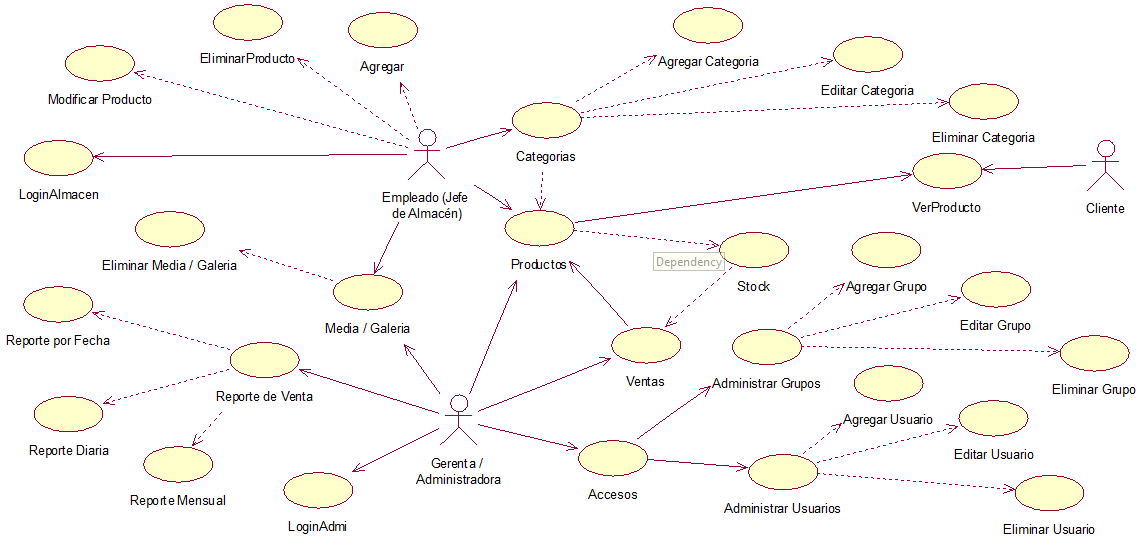 EliminarProducto
Agregar
Agregar Categoria
Modificar Producto
Ediitar Categoria
Eliminar Categoria
Categorias
LoginAlmacen
Empleado (Jefe
de Almacén)
VerProducto
Cliente
Eliminar Media / Galeria
Productos
Dependency
Stock
Agregar Grupo
Reporte por Fecha
Media / Galeria
Editar Grupo
Ventas
Administrar Grupos
Eliminar Grupo
Reporte de Venta
Agregar Usuario
Reporte Diaria
Editar Usuario
Gerenta /
Administradora
Accesos
Reporte Mensual
Administrar Usuarios
LoginAdmi
Eliminar Usuario